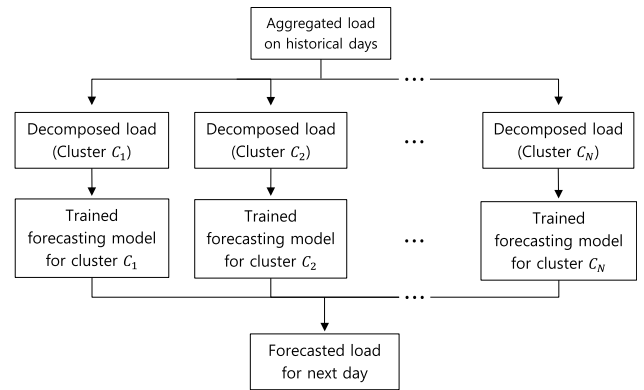 Aggregated load
on historical days
...
Decomposed load
(Cluster C₁)
Decomposed load
(Cluster C₂)
...
Decomposed load
(Cluster C_N)
Trained
forecasting model
for cluster C₁
Trained
forecasting model
for cluster C₂
...
Trained
forecasting model
for cluster C_N
...
Forecasted load
for next day